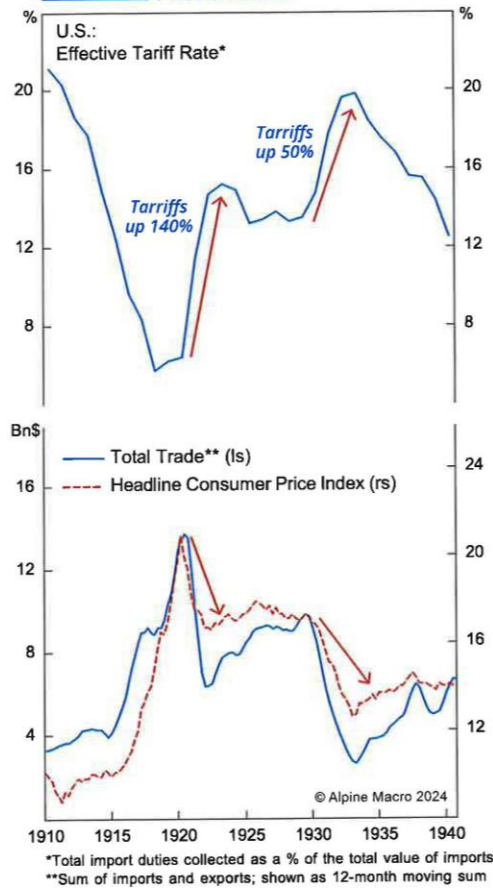 % %
U.S.:
Effective Tariff Rate*
20 20
Tarriffs
up 50%
16 16
Tarriffs
up 140%
12 12
8 8
Bn$
Total Trade** (ls) 24
Headline Consumer Price Index (rs)
16
12 20
8 16
4 12
© Alpine Macro 2024
1910 1915 1920 1925 1930 1935 1940
*Total import duties collected as a % of the total value of imports
**Sum of imports and exports; shown as 12-month moving sum